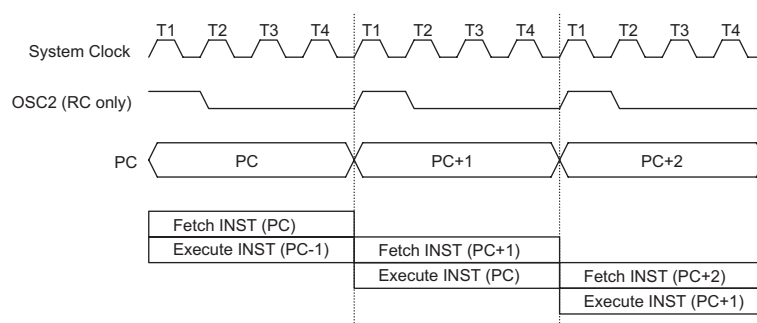 T1 T2 T3 T4 T1 T2 T3 T4 T1 T2 T3 T4
System Clock
OSC2 (RC only)
PC PC PC+1 PC+2
Fetch INST (PC)
Execute INST (PC-1) Fetch INST (PC+1)
Execute INST (PC) Fetch INST (PC+2)
Execute INST (PC+1)